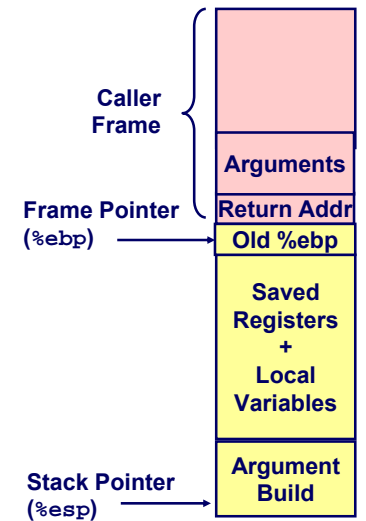 Caller
Frame
Arguments
Return Addr
Frame Pointer
(%ebp)
Old %ebp
Saved
Registers
+
Local
Variables
Argument
Build
Stack Pointer
(%esp)